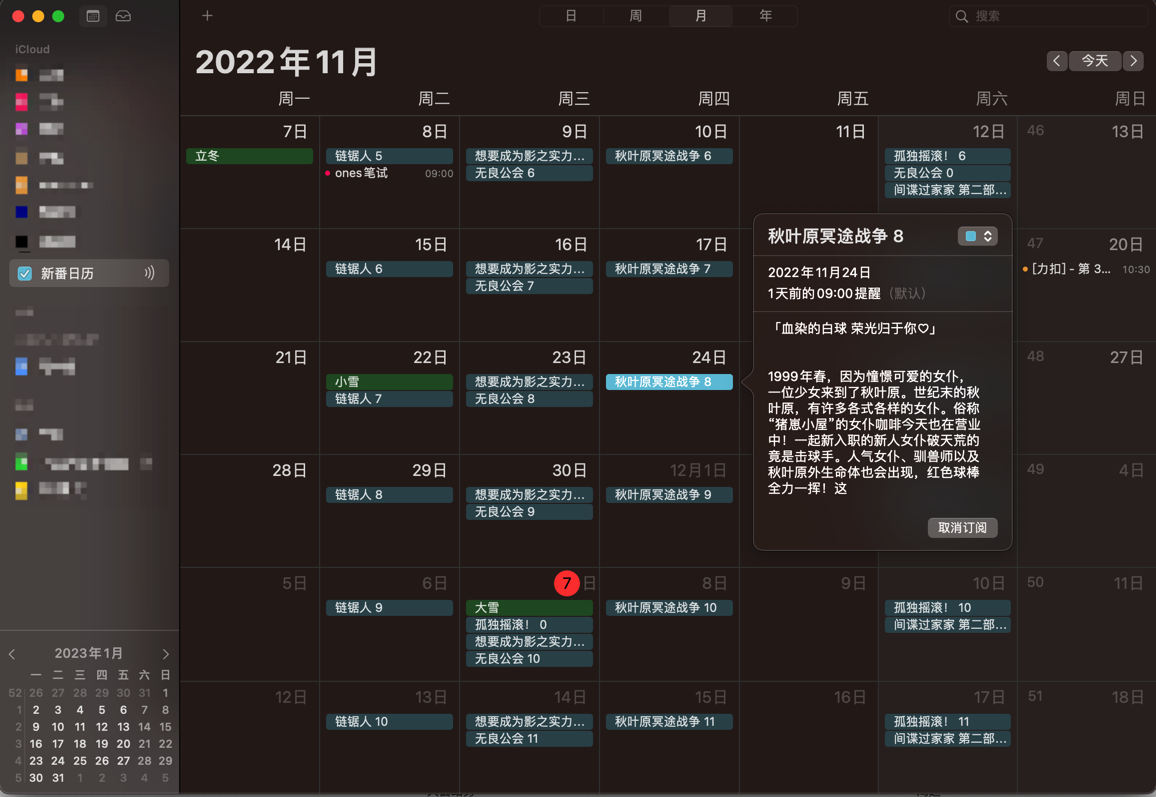 日
周
月
年
搜索
iCloud
新番日历
2022年11月
今天
周一
周二
周三
周四
周五
周六
周日
7日
8日
9日
10日
11日
12日
46
13日
立冬
链锯人 5
ones笔试
09:00
想要成为影之实力...
无良公会 6
秋叶原冥途战争 6
孤独摇滚！ 6
无良公会 0
间谍过家家 第二部...
14日
15日
16日
17日
47
20日
链锯人 6
想要成为影之实力...
无良公会 7
秋叶原冥途战争 7
[力扣] - 第 3...
10:30
21日
22日
23日
24日
48
27日
小雪
链锯人 7
想要成为影之实力...
无良公会 8
秋叶原冥途战争 8
秋叶原冥途战争 8
2022年11月24日
1天前的09:00提醒（默认）
「血染的白球 荣光归于你♡」
1999年春，因为憧憬可爱的女仆，
一位少女来到了秋叶原。世纪末的秋
叶原，有许多各式各样的女仆。俗称
“猪崽小屋”的女仆咖啡今天也在营业
中！一起新入职的新人女仆破天荒的
竟是击球手。人气女仆、驯兽师以及
秋叶原外生命体也会出现，红色球棒
全力一挥！这
取消订阅
28日
29日
30日
12月1日
49
4日
链锯人 8
想要成为影之实力...
无良公会 9
秋叶原冥途战争 9
5日
6日
7日
8日
9日
10日
50
11日
链锯人 9
大雪
孤独摇滚！ 0
想要成为影之实力...
无良公会 10
秋叶原冥途战争 10
孤独摇滚！ 10
间谍过家家 第二部...
12日
13日
14日
15日
16日
17日
51
18日
链锯人 10
想要成为影之实力...
无良公会 11
秋叶原冥途战争 11
孤独摇滚！ 11
间谍过家家 第二部...
2023年1月
一 二 三 四 五 六 日
52 26 27 28 29 30 31 1
1 2 3 4 5 6 7 8
2 9 10 11 12 13 14 15
3 16 17 18 19 20 21 22
4 23 24 25 26 27 28 29
5 30 31 1 2 3 4 5